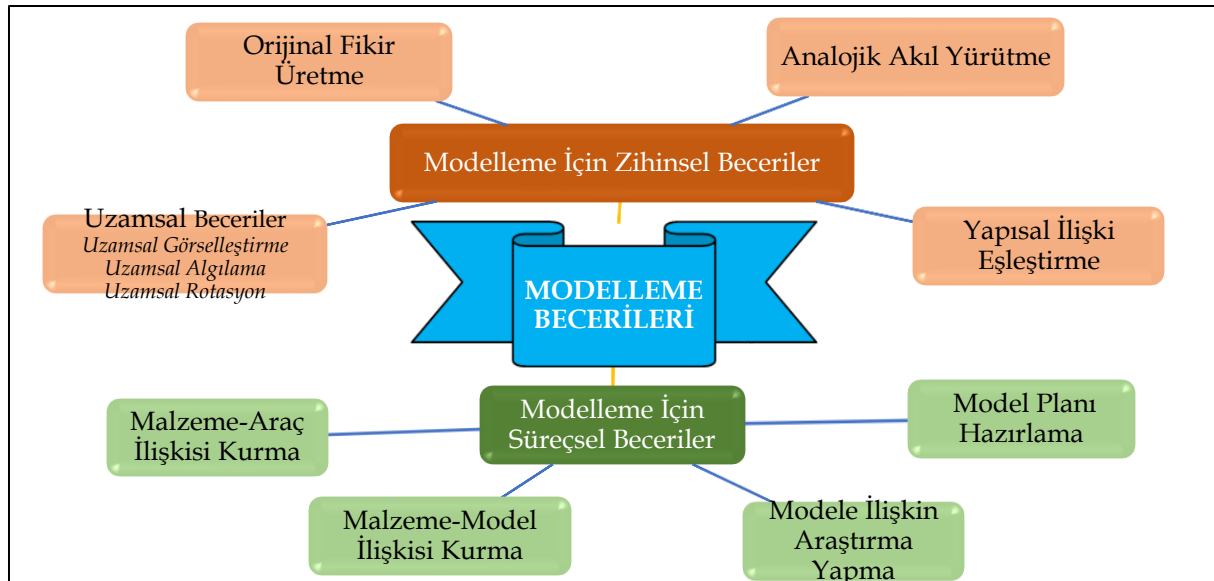 Orijinal Fikir
Üretme
Analojik Akıl Yürütme
Modelleme İçin Zihinsel Beceriler
Uzamsal Beceriler
Uzamsal Görselleştirme
Uzamsal Algılama
Uzamsal Rotasyon
Yapısal İlişki
Eşleştirme
MODELLEME
BECERİLERİ
Malzeme-Araç
İlişkisi Kurma
Modelleme İçin
Süreçsel Beceriler
Model Planı
Hazırlama
Malzeme-Model
İlişkisi Kurma
Modele İlişkin
Araştırma
Yapma